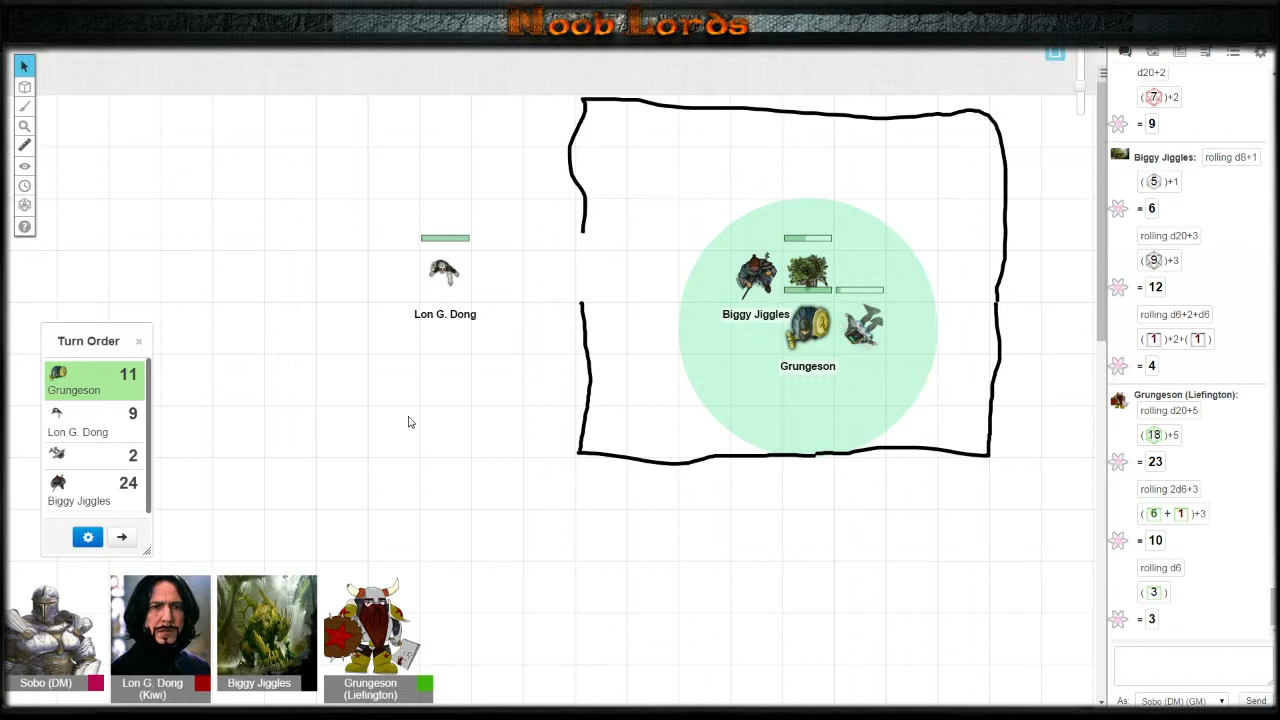 Noob Lords
d20+2
(7)+2
= 9
Biggy Jiggles: rolling d8+1
(5)+1
= 6
rolling d20+3
(9)+3
= 12
rolling d6+2+d6
(1)+2+(1)
= 4
Grungeson (Liefington):
rolling d20+5
(18)+5
= 23
rolling 2d6+3
(6+1)+3
= 10
rolling d6
(3)
= 3
As: Sobo (DM) (GM) Send
Lon G. Dong
Biggy Jiggles
Grungeson
Turn Order ×
11
Grungeson
9
Lon G. Dong
2
24
Biggy Jiggles
Sobo (DM)
Lon G. Dong
(Kiwi)
Biggy Jiggles
Grungeson
(Liefington)